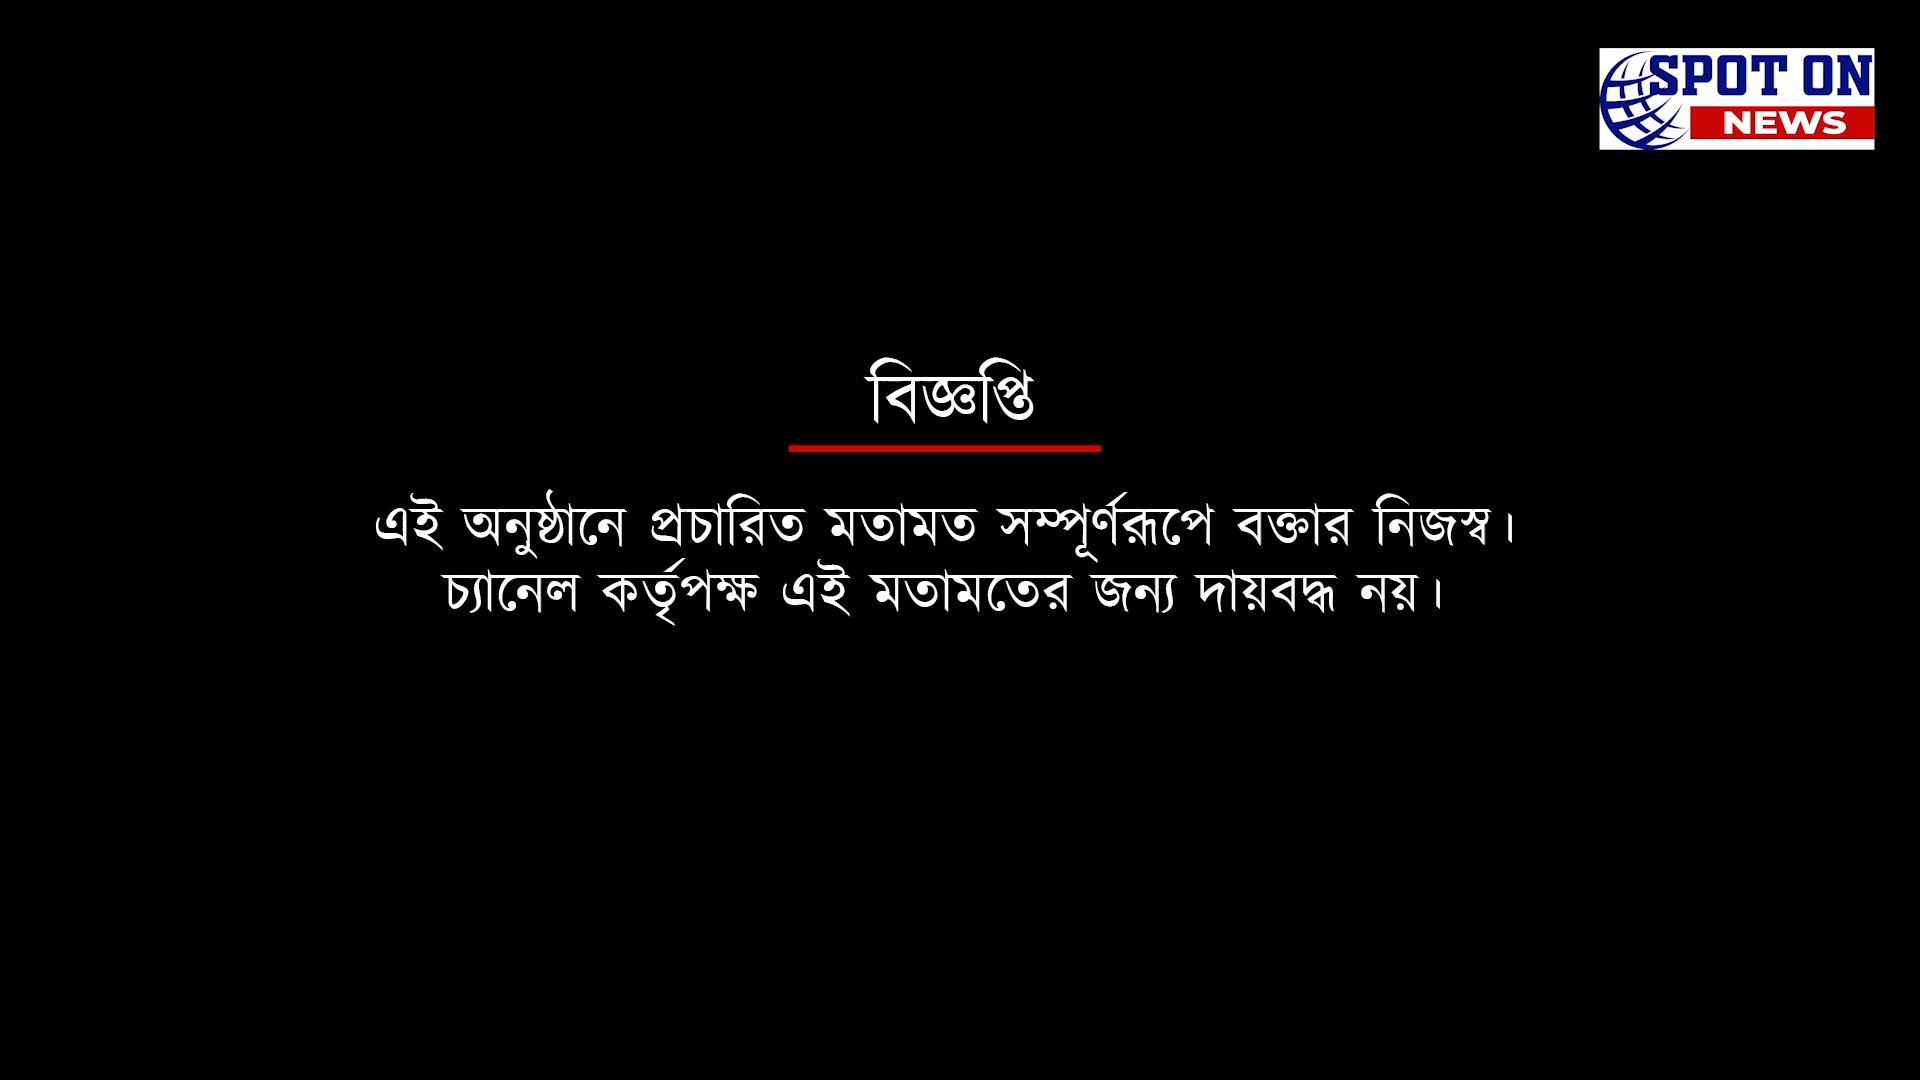 SPOT ON
NEWS
বিজ্ঞপ্তি
এই অনুষ্ঠানে প্রচারিত মতামত সম্পূর্ণরূপে বক্তার নিজস্ব।
চ্যানেল কর্তৃপক্ষ এই মতামতের জন্য দায়বদ্ধ নয়।